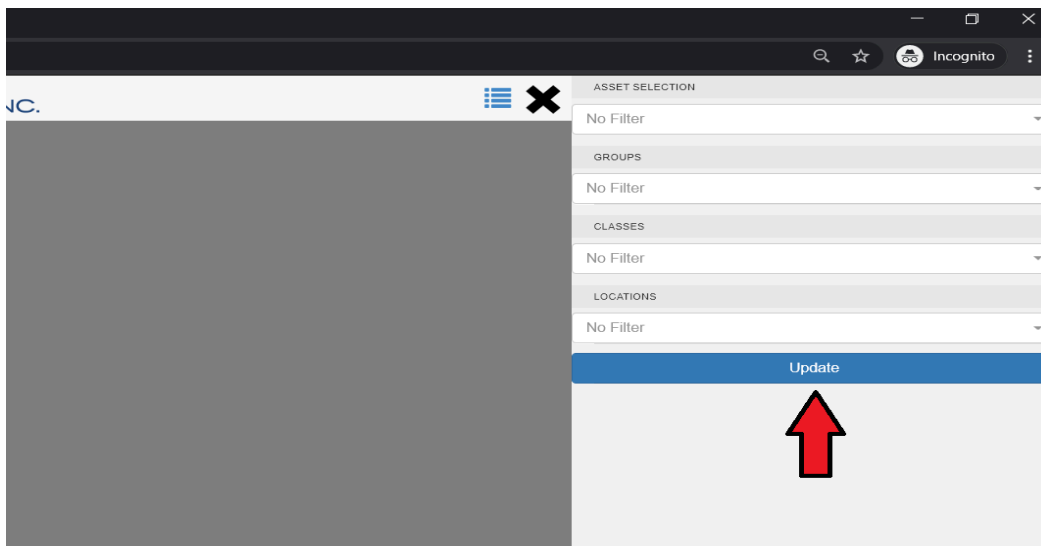 Incognito
NC.
ASSET SELECTION
No Filter
GROUPS
No Filter
CLASSES
No Filter
LOCATIONS
No Filter
Update